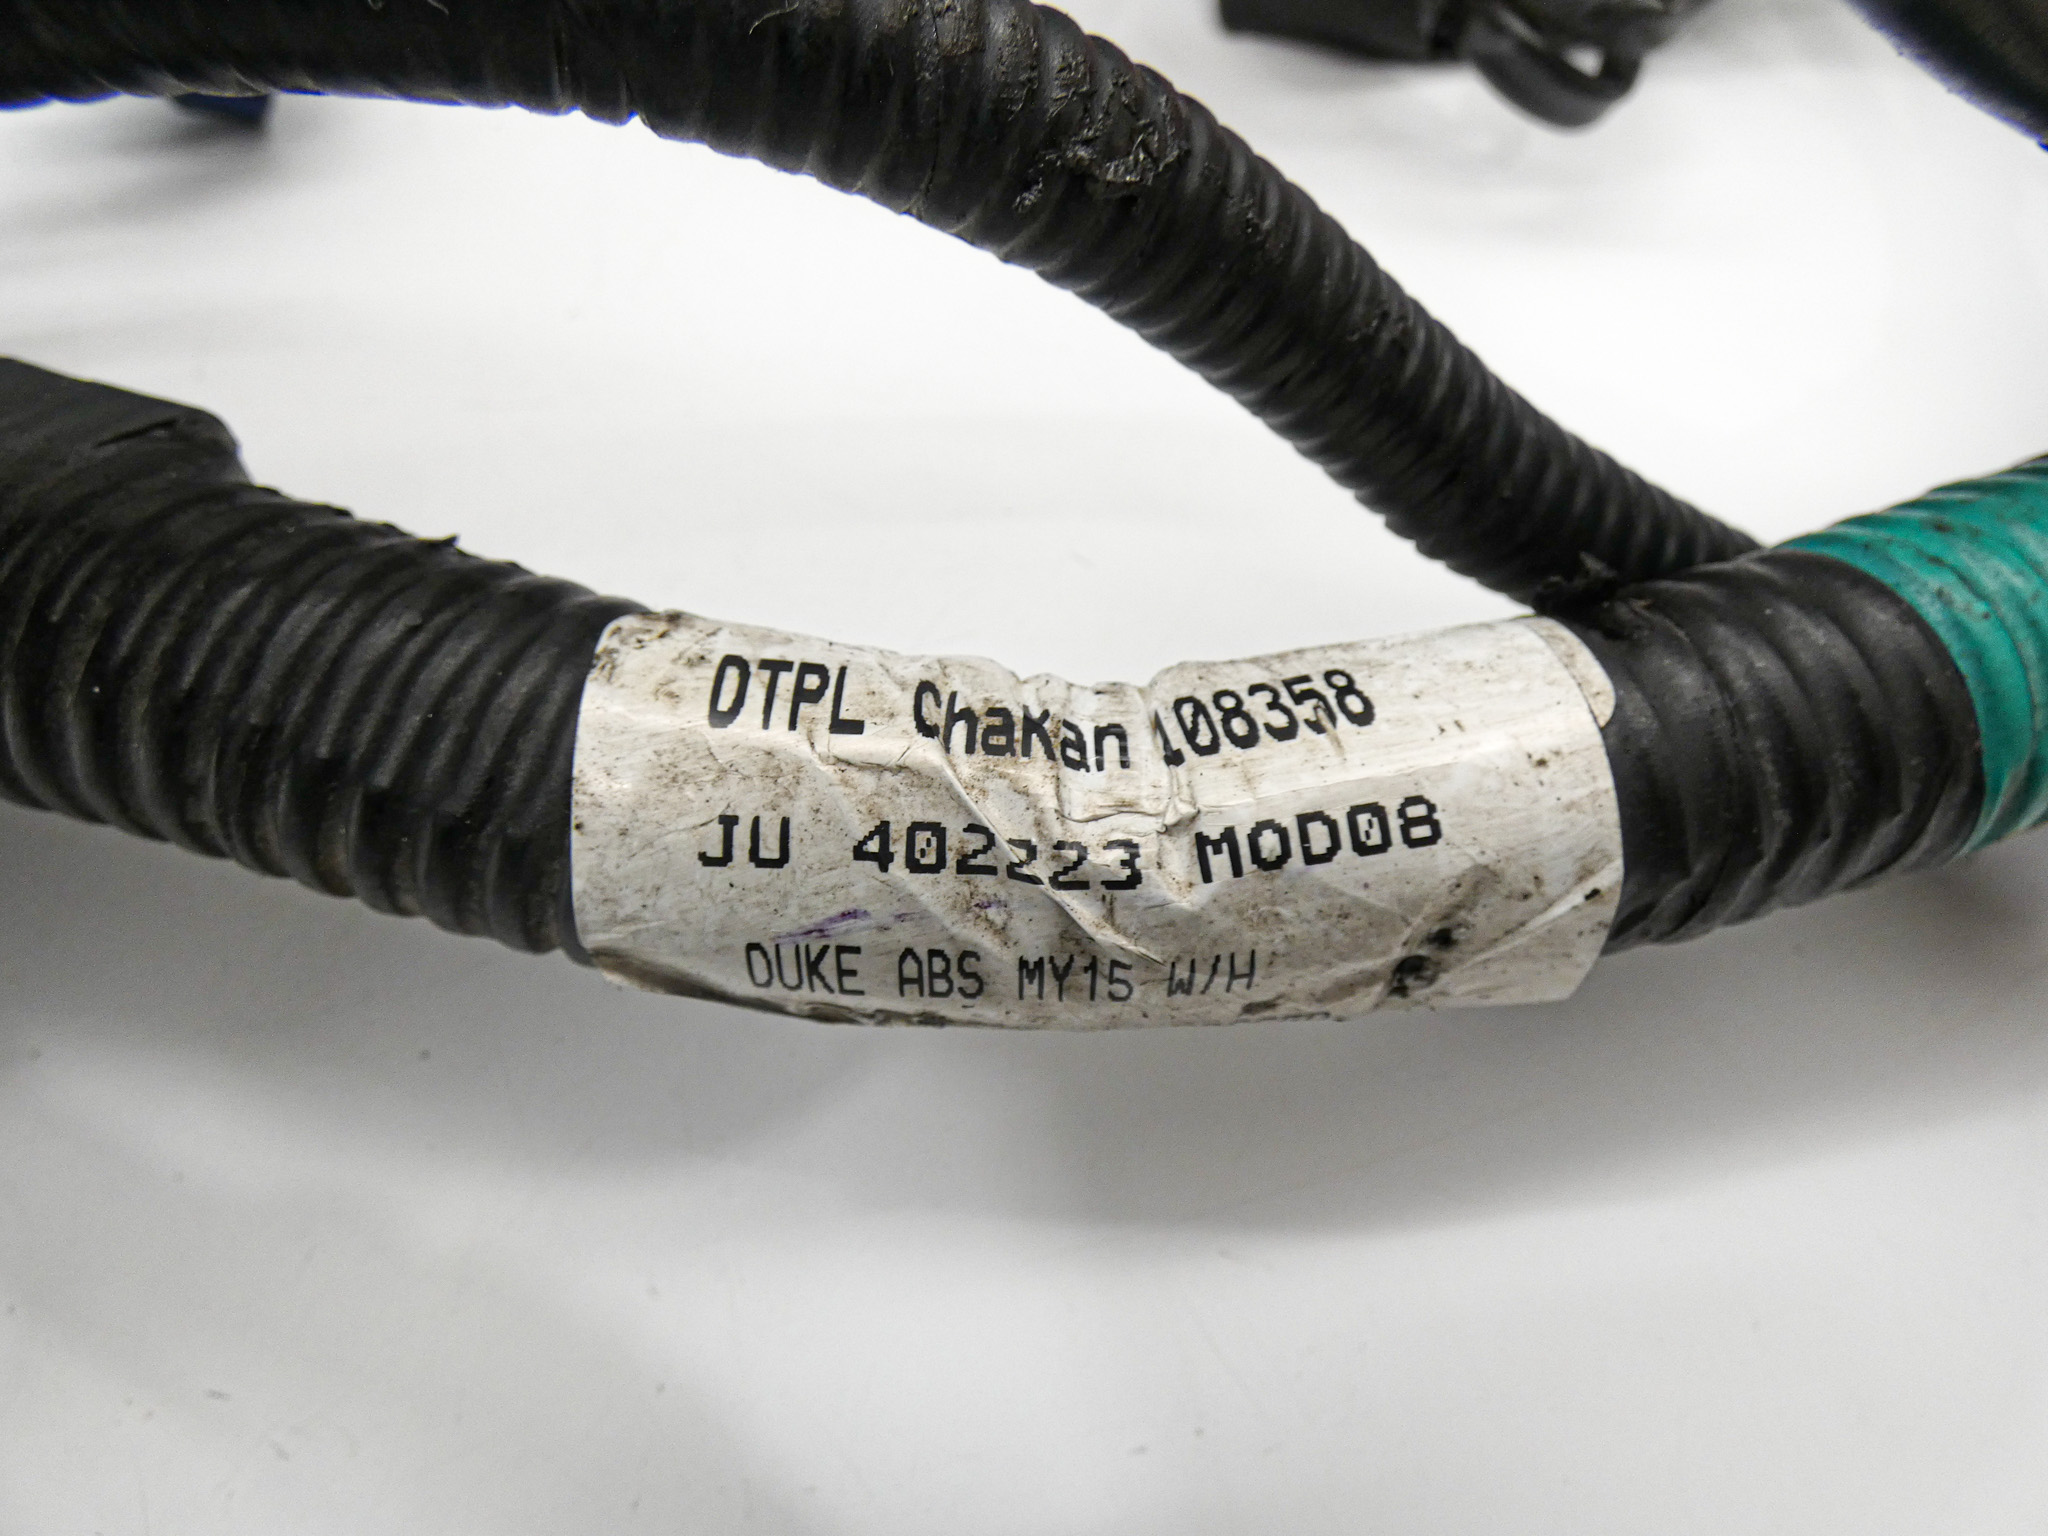 DTPL Chakan 108358
JU 402223 MOD08
DUKE ABS MY15 W/H